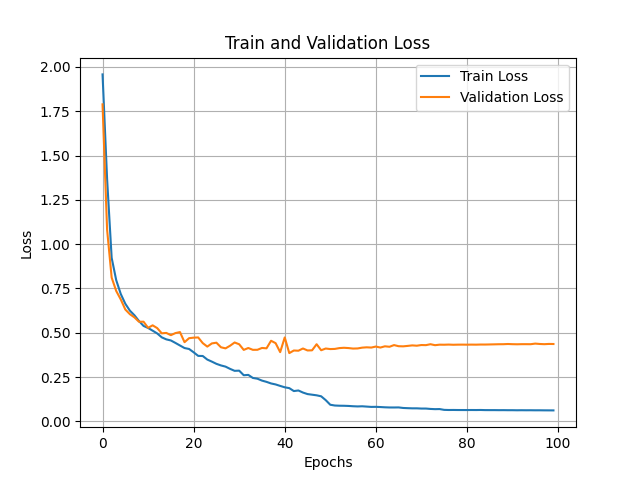 Train and Validation Loss
2.00
1.75
1.50
1.25
1.00
0.75
0.50
0.25
0.00
Loss
Train Loss
Validation Loss
0 20 40 60 80 100
Epochs